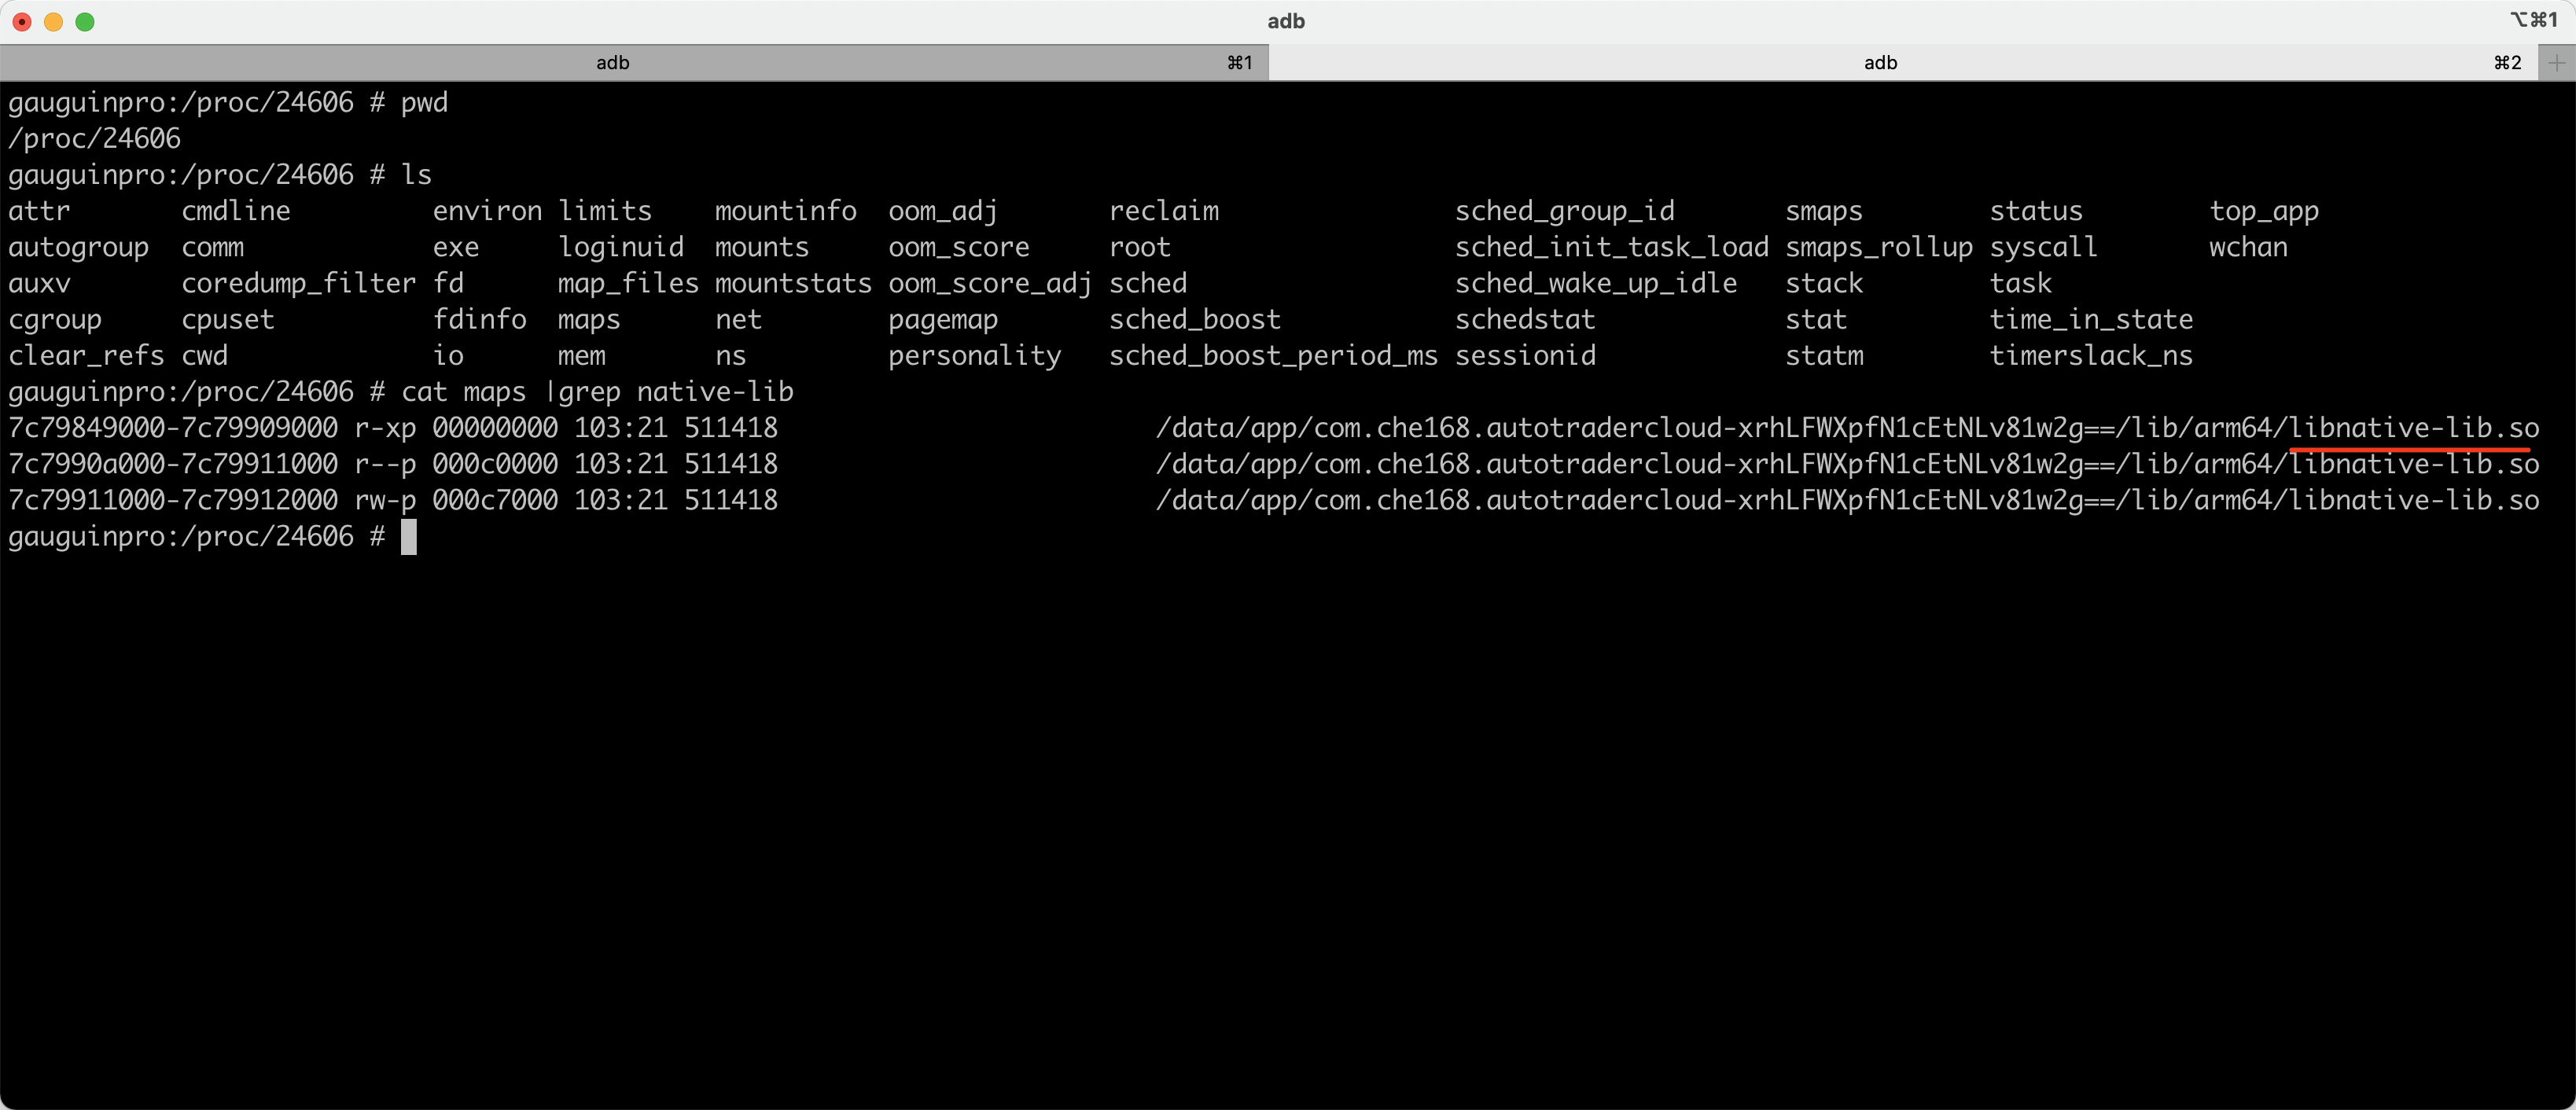 adb
⌥⌘1
adb ⌘1 adb ⌘2 +
gauguinpro:/proc/24606 # pwd
/proc/24606
gauguinpro:/proc/24606 # ls
attr cmdline environ limits mountinfo oom_adj reclaim sched_group_id smaps status top_app
autogroup comm exe loginuid mounts oom_score root sched_init_task_load smaps_rollup syscall wchan
auxv coredump_filter fd map_files mountstats oom_score_adj sched sched_wake_up_idle stack task
cgroup cpuset fdinfo maps net pagemap sched_boost schedstat stat time_in_state
clear_refs cwd io mem ns personality sched_boost_period_ms sessionid statm timerslack_ns
gauguinpro:/proc/24606 # cat maps |grep native-lib
7c79849000-7c79909000 r-xp 00000000 103:21 511418 /data/app/com.che168.autotradercloud-xrhLFWXpfN1cEtNLv81w2g==/lib/arm64/libnative-lib.so
7c7990a000-7c79911000 r--p 000c0000 103:21 511418 /data/app/com.che168.autotradercloud-xrhLFWXpfN1cEtNLv81w2g==/lib/arm64/libnative-lib.so
7c79911000-7c79912000 rw-p 000c7000 103:21 511418 /data/app/com.che168.autotradercloud-xrhLFWXpfN1cEtNLv81w2g==/lib/arm64/libnative-lib.so
gauguinpro:/proc/24606 #